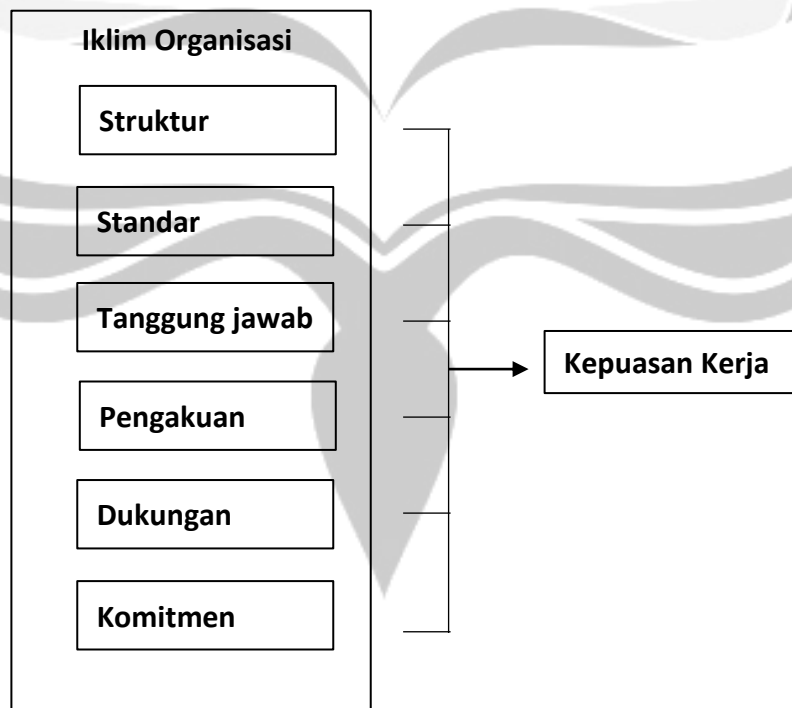 Iklim Organisasi
Struktur
Standar
Tanggung jawab
Kepuasan Kerja
Pengakuan
Dukungan
Komitmen